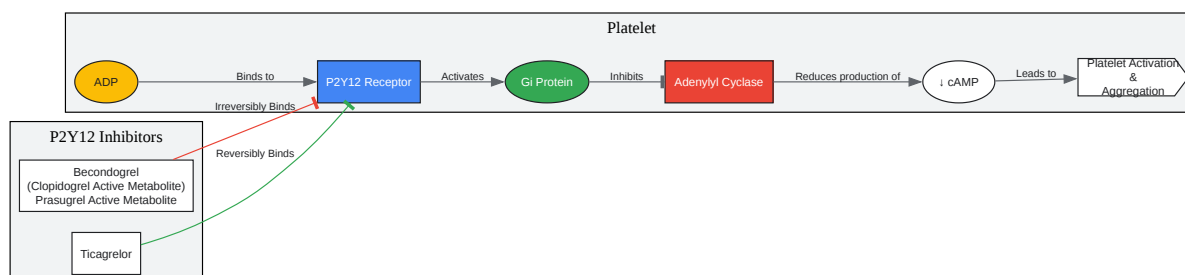 Platelet
ADP
Binds to
P2Y12 Receptor
Activates
Gi Protein
Inhibits
Adenylyl Cyclase
Reduces production of
↓ cAMP
Leads to
Platelet Activation
&
Aggregation
Irreversibly Binds
P2Y12 Inhibitors
Reversibly Binds
Becondogrel
(Clopidogrel Active Metabolite)
Prasugrel Active Metabolite
Ticagrelor